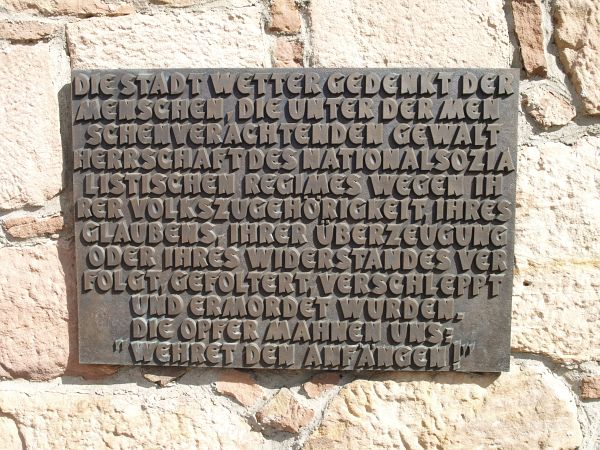 DIE STADT WETTER GEDENKT DER
MENSCHEN, DIE UNTER DER MEN
SCHENVERACHTENDEN GEWALT
HERRSCHAFT DES NATIONALSOZIA
LISTISCHEN REGIMES WEGEN IH
RER VOLKSZUGEHÖRIGKEIT, IHRES
GLAUBENS, IHRER ÜBERZEUGUNG
ODER IHRES WIDERSTANDES VER
FOLGT, GEFOLTERT, VERSCHLEPPT
UND ERMORDET WURDEN.
DIE OPFER MAHNEN UNS:
"WEHRET DEN ANFÄNGEN!"